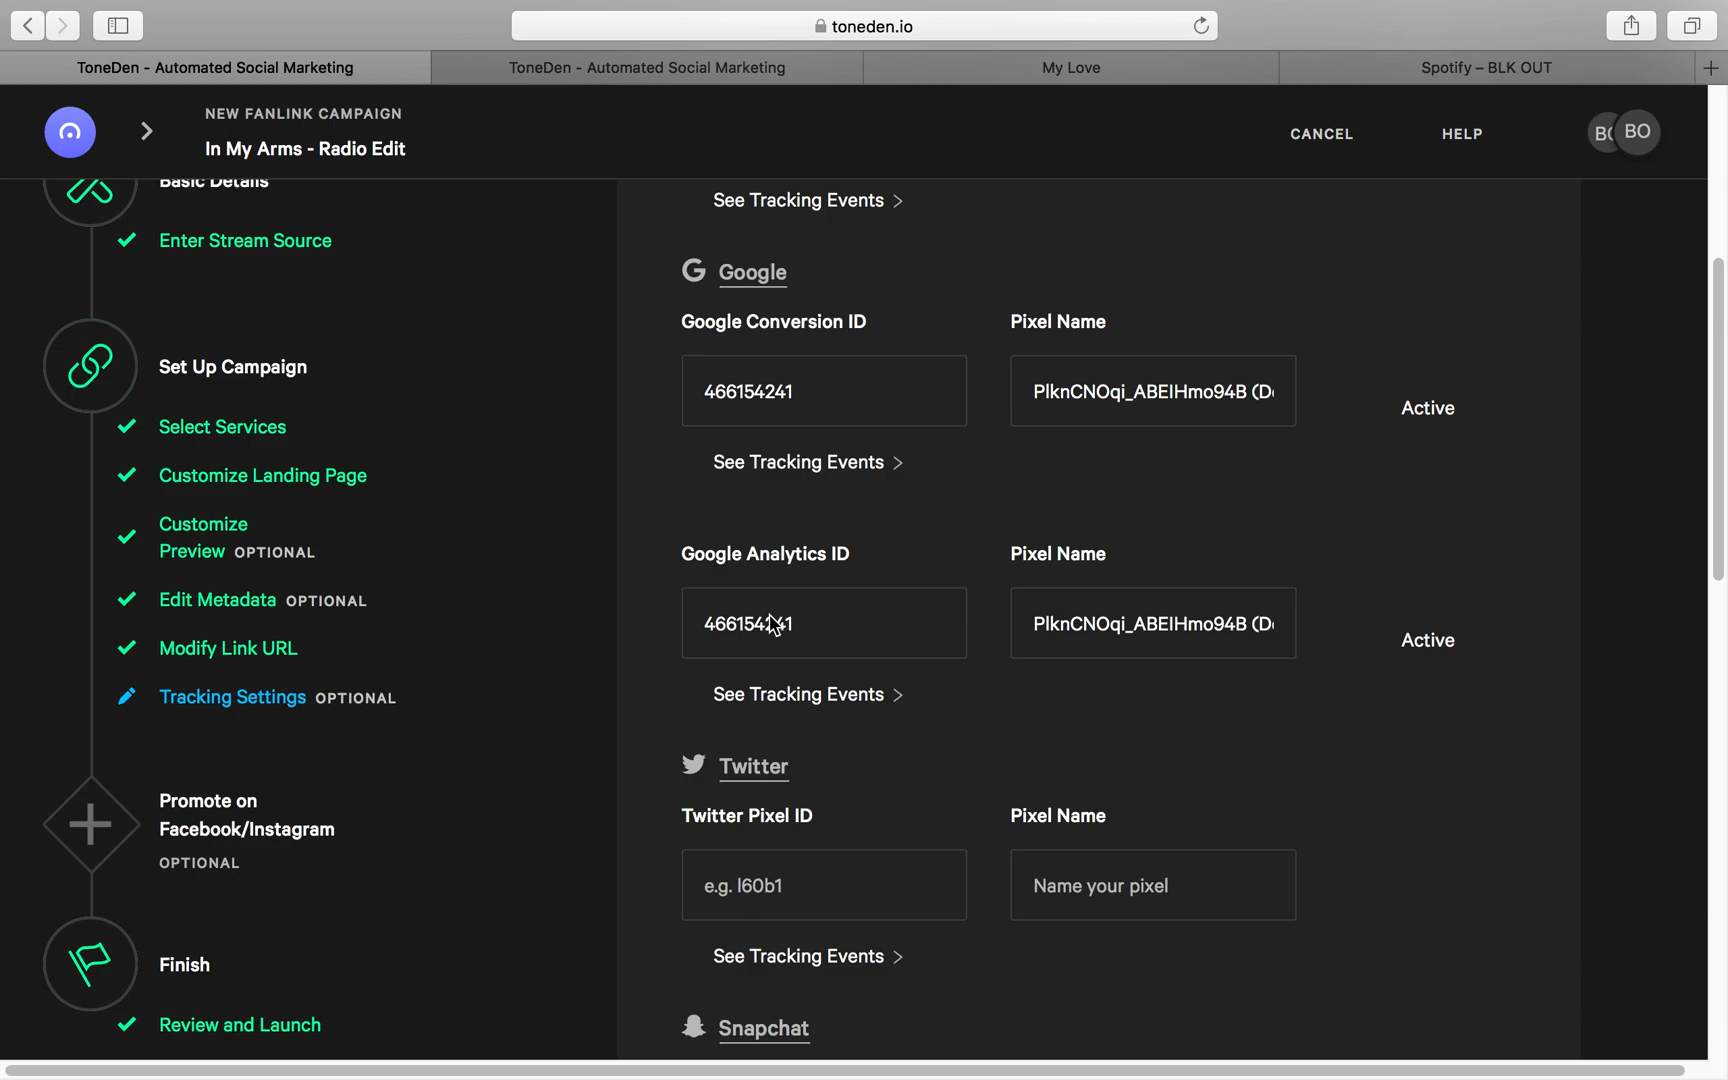 toneden.io
ToneDen - Automated Social Marketing
ToneDen - Automated Social Marketing
My Love
Spotify – BLK OUT
NEW FANLINK CAMPAIGN
In My Arms - Radio Edit
CANCEL
HELP
BO
Basic Details
Enter Stream Source
Set Up Campaign
Select Services
Customize Landing Page
Customize
Preview OPTIONAL
Edit Metadata OPTIONAL
Modify Link URL
Tracking Settings OPTIONAL
Promote on
Facebook/Instagram
OPTIONAL
Finish
Review and Launch
See Tracking Events >
Google
Google Conversion ID
Pixel Name
466154241
PlknCNOqi_ABEIHmo94B (D
Active
See Tracking Events >
Google Analytics ID
Pixel Name
466154241
PlknCNOqi_ABEIHmo94B (D
Active
See Tracking Events >
Twitter
Twitter Pixel ID
Pixel Name
e.g. l60b1
Name your pixel
See Tracking Events >
Snapchat